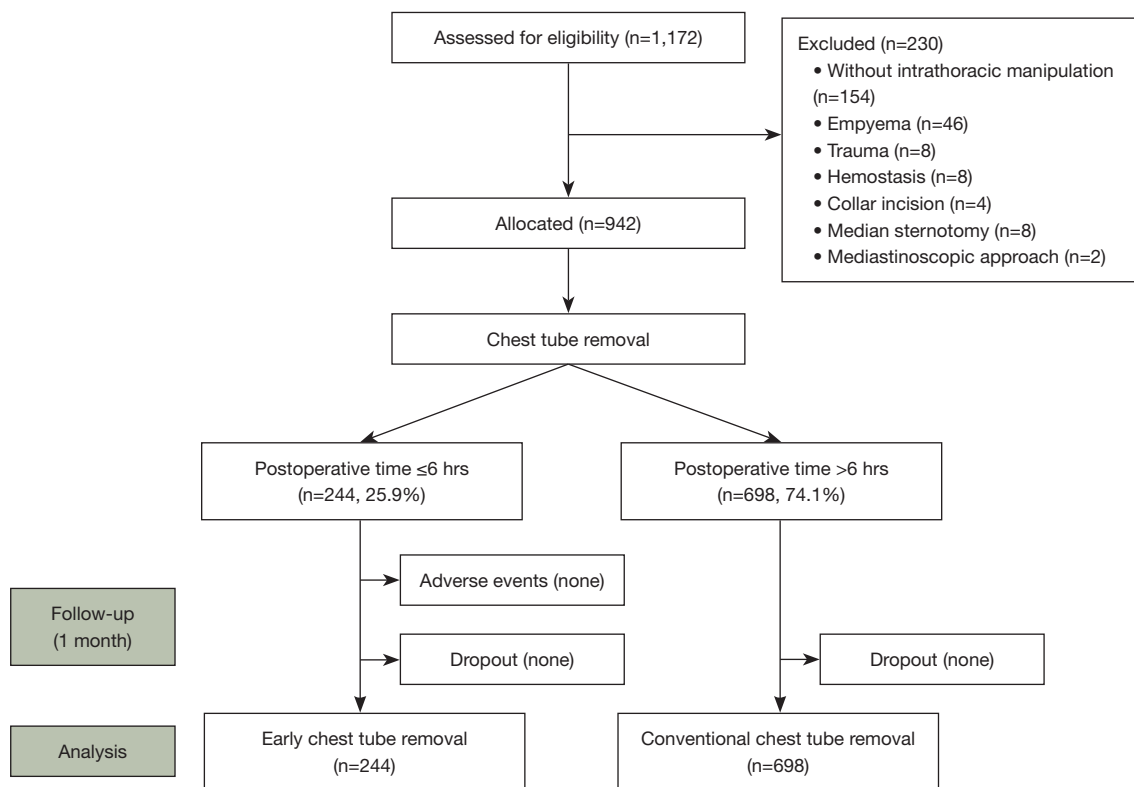 Assessed for eligibility (n=1,172)
Excluded (n=230)
• Without intrathoracic manipulation
(n=154)
• Empyema (n=46)
• Trauma (n=8)
• Hemostasis (n=8)
• Collar incision (n=4)
• Median sternotomy (n=8)
• Mediastinoscopic approach (n=2)
Allocated (n=942)
Chest tube removal
Postoperative time ≤6 hrs
(n=244, 25.9%)
Postoperative time >6 hrs
(n=698, 74.1%)
Adverse events (none)
Follow-up
(1 month)
Dropout (none)
Dropout (none)
Analysis
Early chest tube removal
(n=244)
Conventional chest tube removal
(n=698)